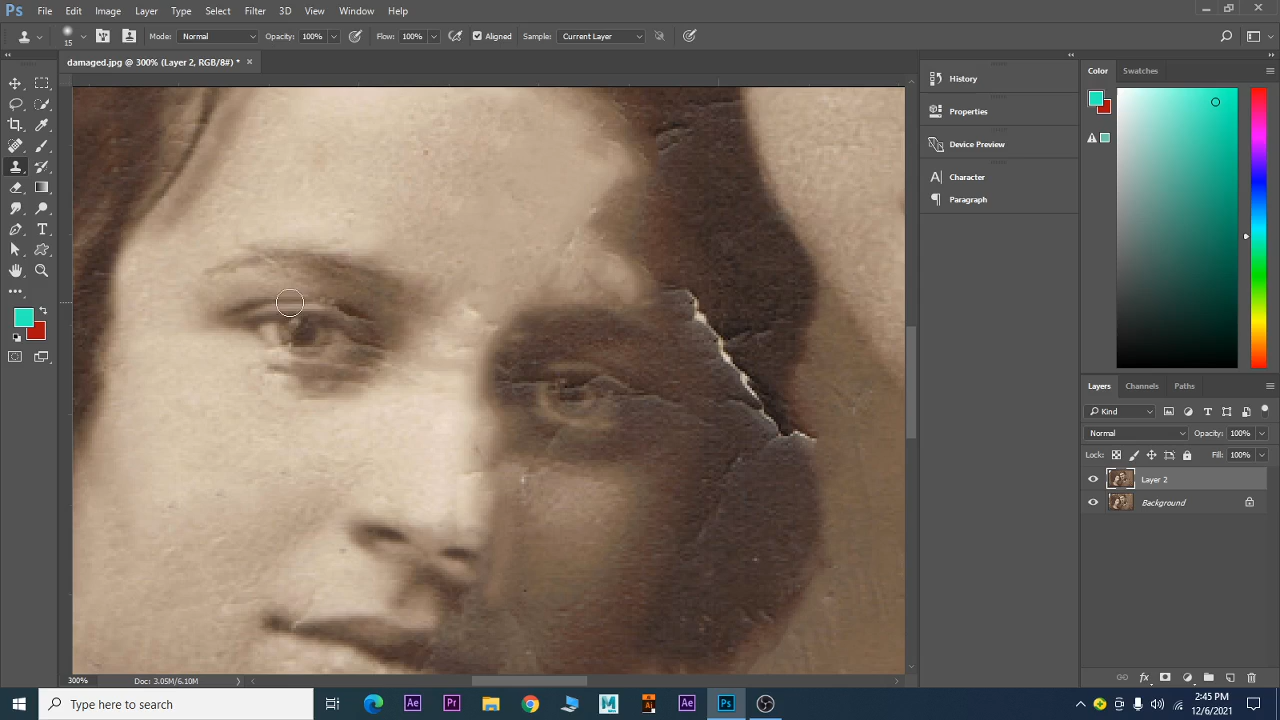 Ps File Edit Image Layer Type Select Filter 3D View Window Help
15 Mode: Normal Opacity: 100% Flow: 100% Aligned Sample: Current Layer
damaged.jpg @ 300% (Layer 2, RGB/8#) *
History
Properties
Device Preview
Character
Paragraph
Color Swatches
Layers Channels Paths
Kind
Normal Opacity: 100%
Lock: Fill: 100%
Layer 2
Background
fx
300% Doc: 3.05M/6.10M
Type here to search
Ae Pr M Ai Ae Ps
2:45 PM
12/6/2021